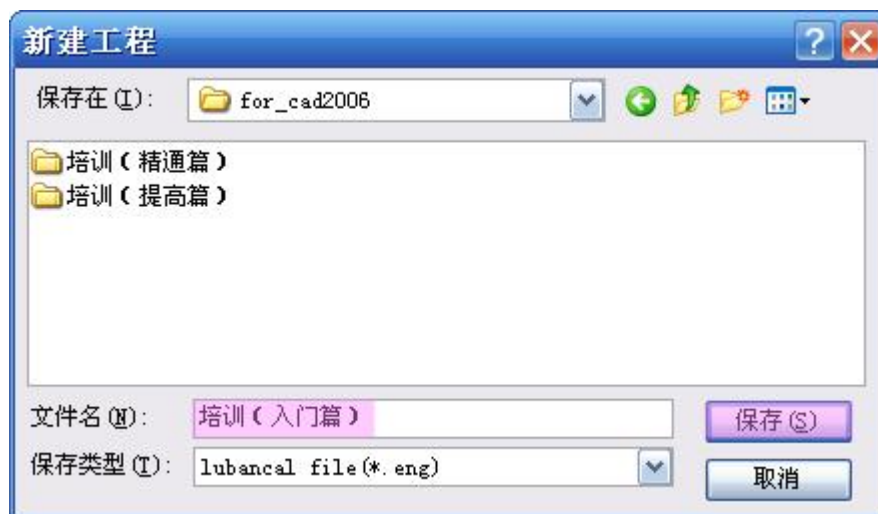 新建工程
保存在(I): for_cad2006
培训(精通篇)
培训(提高篇)
文件名(N): 培训(入门篇) 保存(S)
保存类型(T): lubancal file(*.eng) 取消